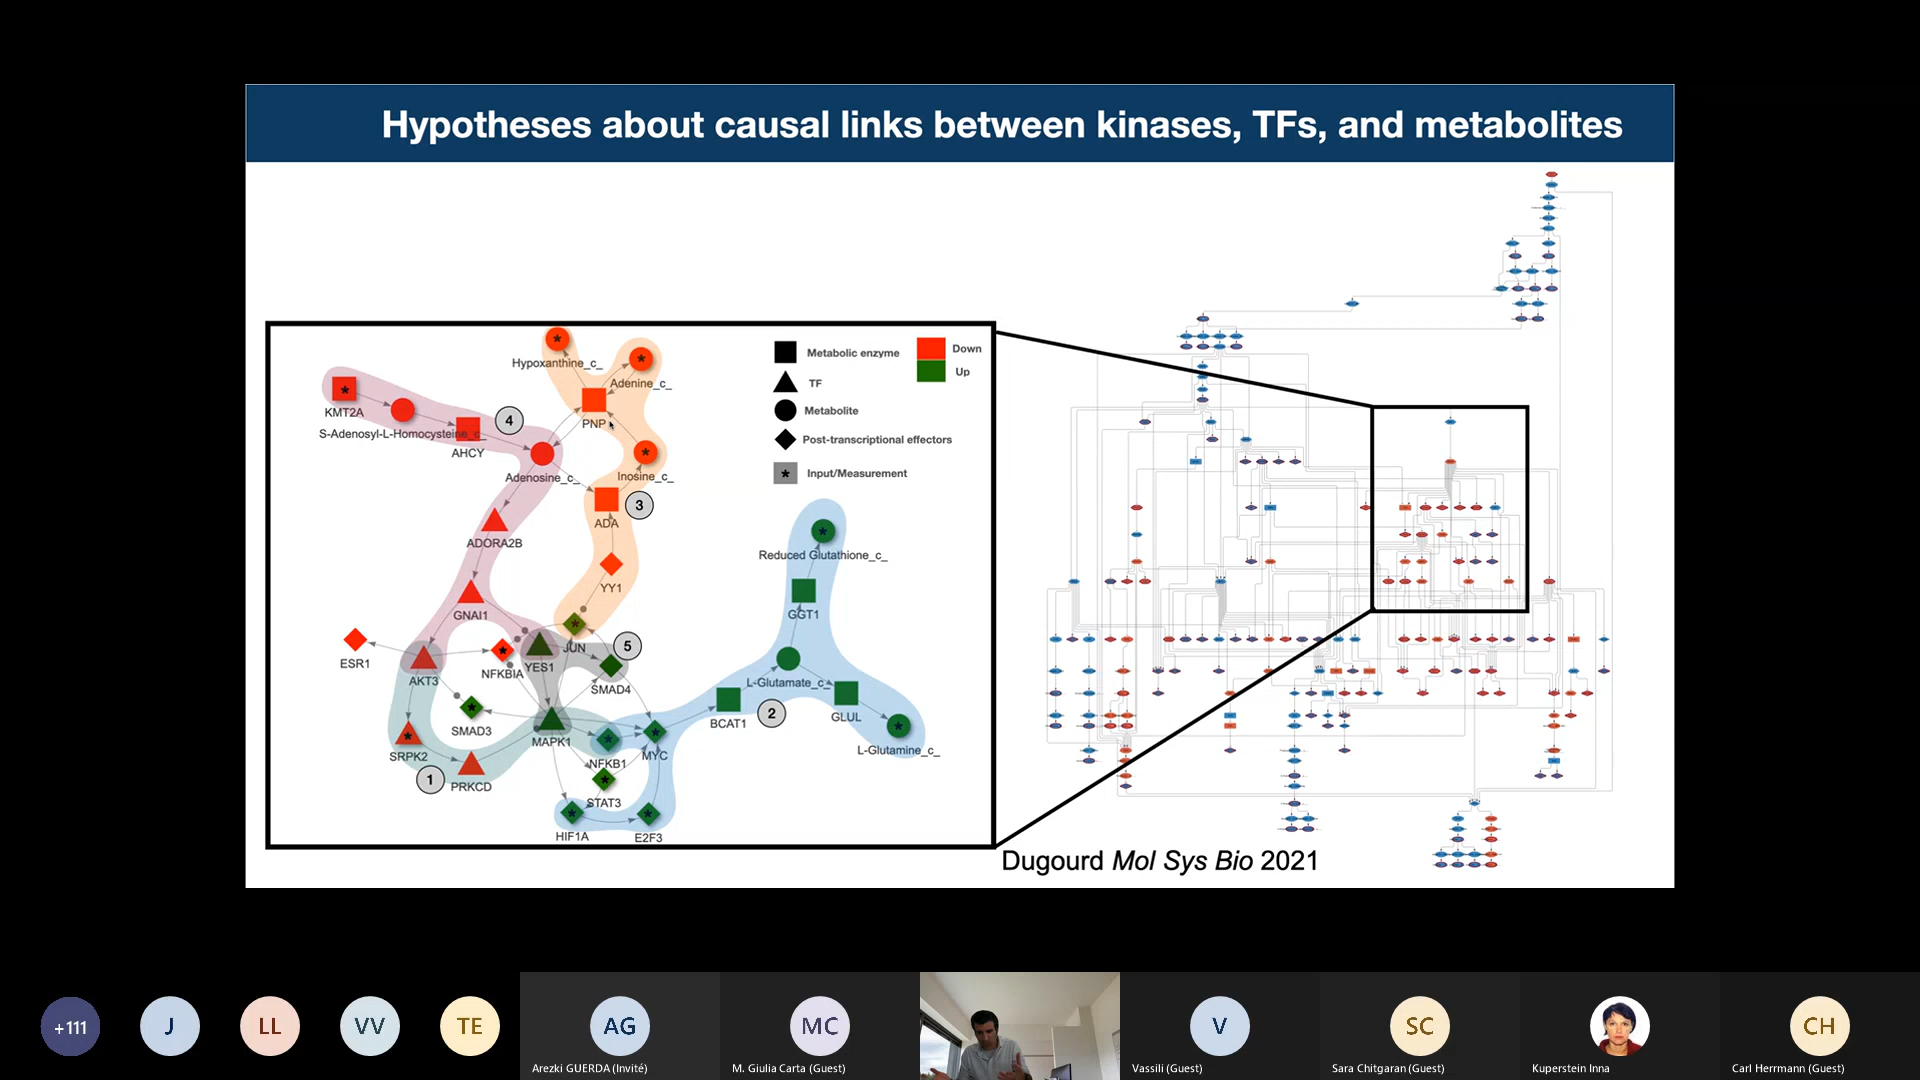 Hypotheses about causal links between kinases, TFs, and metabolites
Hypoxanthine_c_
Adenine_c_
KMT2A
PNP
S-Adenosyl-L-Homocysteine_c_
4
AHCY
Adenosine_c_
Inosine_c_
ADA
3
ADORA2B
YY1
GNAI1
JUN
5
ESR1
NFKBIA
YES1
AKT3
SMAD4
SMAD3
MAPK1
SRPK2
NFKB1
MYC
1
PRKCD
STAT3
HIF1A
E2F3
Metabolic enzyme
TF
Metabolite
Post-transcriptional effectors
Input/Measurement
Down
Up
Reduced Glutathione_c_
GGT1
L-Glutamate_c_
BCAT1
2
GLUL
L-Glutamine_c_
Dugourd Mol Sys Bio 2021
+111
J
LL
VV
TE
AG
Arezki GUERDA (Invité)
MC
M. Giulia Carta (Guest)
V
Vassili (Guest)
SC
Sara Chitgaran (Guest)
Kuperstein Inna
CH
Carl Herrmann (Guest)